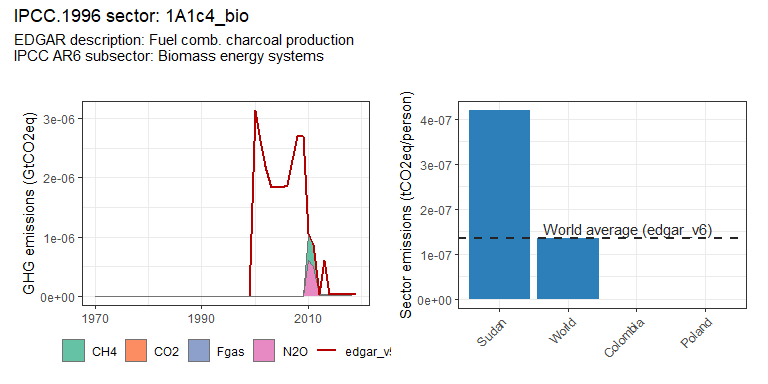 IPCC.1996 sector: 1A1c4_bio
EDGAR description: Fuel comb. charcoal production
IPCC AR6 subsector: Biomass energy systems
GHG emissions (GtCO2eq)
3e-06
2e-06
1e-06
0e+00
1970
1990
2010
CH4
CO2
Fgas
N2O
edgar_v
Sector emissions (tCO2eq/person)
4e-07
3e-07
2e-07
1e-07
0e+00
World average (edgar_v6)
Sudan
World
Colombia
Poland